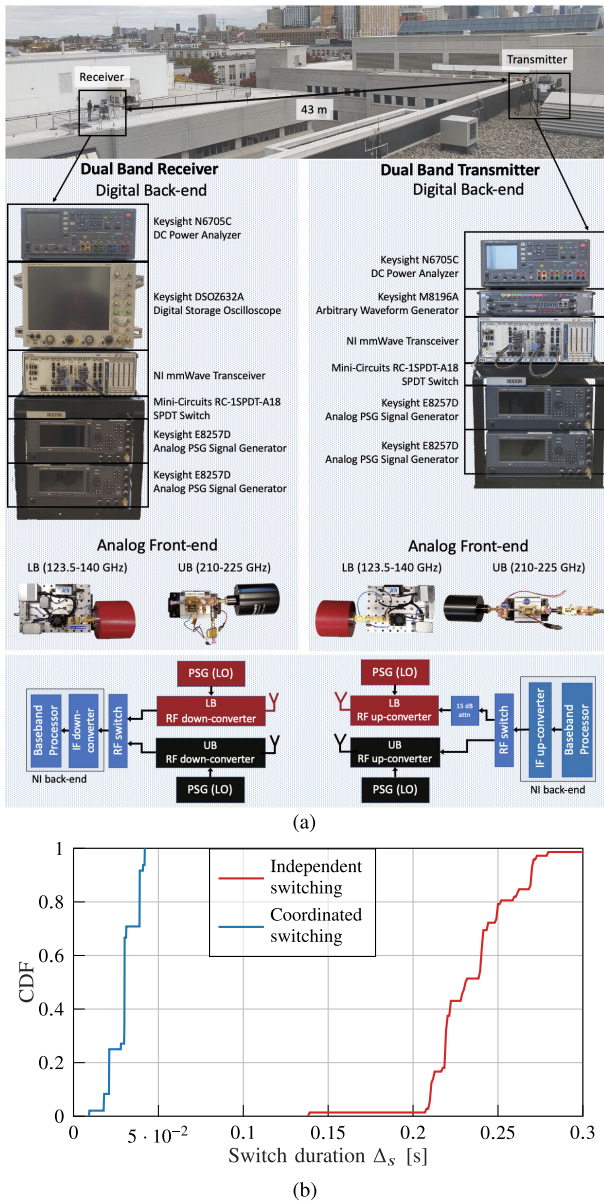 Receiver
Transmitter
43 m
Dual Band Receiver
Digital Back-end
Keysight N6705C
DC Power Analyzer
Keysight DSOZ632A
Digital Storage Oscilloscope
NI mmWave Transceiver
Mini-Circuits RC-1SPDT-A18
SPDT Switch
Keysight E8257D
Analog PSG Signal Generator
Keysight E8257D
Analog PSG Signal Generator
Dual Band Transmitter
Digital Back-end
Keysight N6705C
DC Power Analyzer
Keysight M8196A
Arbitrary Waveform Generator
NI mmWave Transceiver
Mini-Circuits RC-1SPDT-A18
SPDT Switch
Keysight E8257D
Analog PSG Signal Generator
Keysight E8257D
Analog PSG Signal Generator
Analog Front-end
LB (123.5-140 GHz)
UB (210-225 GHz)
Analog Front-end
LB (123.5-140 GHz)
UB (210-225 GHz)
PSG (LO)
LB
RF down-converter
UB
RF down-converter
PSG (LO)
RF switch
IF down-
converter
Baseband
Processor
NI back-end
PSG (LO)
LB
RF up-converter
UB
RF up-converter
PSG (LO)
15 dB
attn
RF switch
IF up-converter
Baseband
Processor
NI back-end
(a)
Independent
switching
Coordinated
switching
CDF
1
0.8
0.6
0.4
0.2
0
0
5 · 10⁻²
0.1
0.15
0.2
0.25
0.3
Switch duration Δₛ [s]
(b)